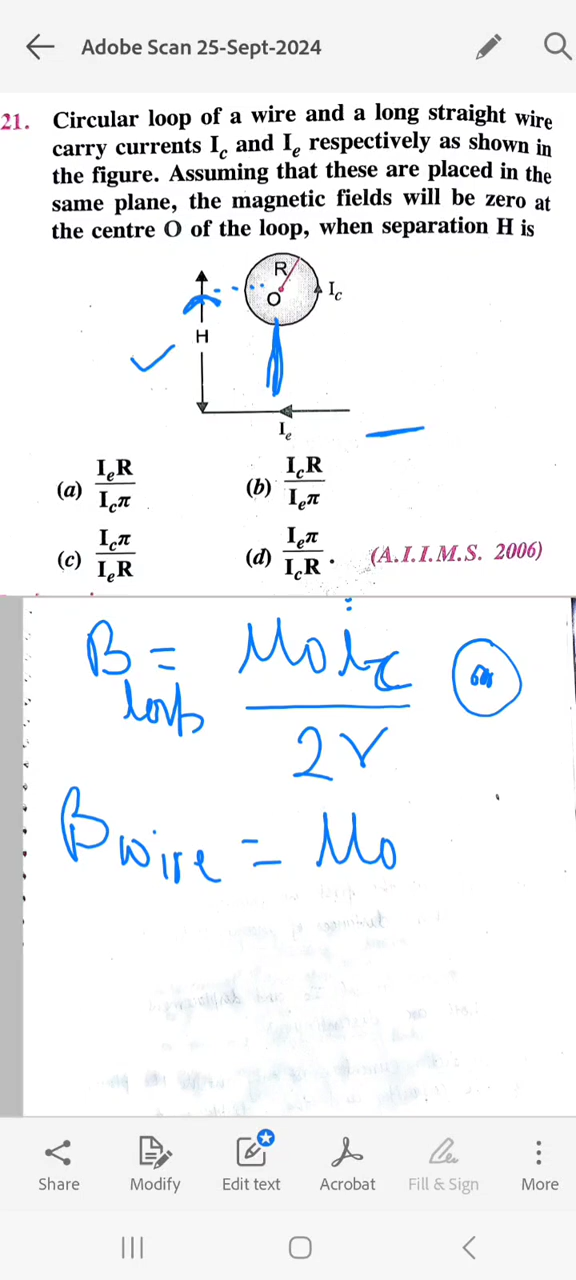 Adobe Scan 25-Sept-2024
21. Circular loop of a wire and a long straight wire
carry currents I_c and I_e respectively as shown in
the figure. Assuming that these are placed in the
same plane, the magnetic fields will be zero at
the centre O of the loop, when separation H is
R
O
I_c
H
I_e
(a) I_eR/I_cπ (b) I_cR/I_eπ
(c) I_cπ/I_eR (d) I_eπ/I_cR . (A.I.I.M.S. 2006)
B loop = μ0 i_c / 2r
B wire = μ0
Share
Modify
Edit text
Acrobat
Fill & Sign
More